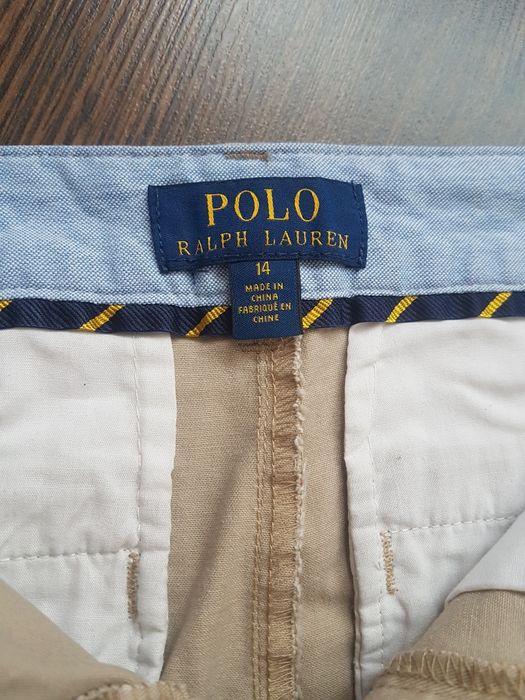 POLO
RALPH LAUREN
14
MADE IN
CHINA
FABRIQUÉ EN
CHINE